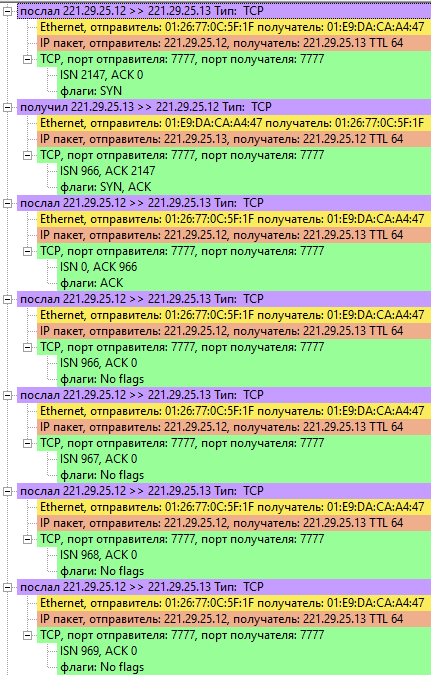 послал 221.29.25.12 >> 221.29.25.13 Тип: TCP
Ethernet, отправитель: 01:26:77:0C:5F:1F получатель: 01:E9:DA:CA:A4:47
IP пакет, отправитель: 221.29.25.12, получатель: 221.29.25.13 TTL 64
TCP, порт отправителя: 7777, порт получателя: 7777
ISN 2147, ACK 0
флаги: SYN
получил 221.29.25.13 >> 221.29.25.12 Тип: TCP
Ethernet, отправитель: 01:E9:DA:CA:A4:47 получатель: 01:26:77:0C:5F:1F
IP пакет, отправитель: 221.29.25.13, получатель: 221.29.25.12 TTL 64
TCP, порт отправителя: 7777, порт получателя: 7777
ISN 966, ACK 2147
флаги: SYN, ACK
послал 221.29.25.12 >> 221.29.25.13 Тип: TCP
Ethernet, отправитель: 01:26:77:0C:5F:1F получатель: 01:E9:DA:CA:A4:47
IP пакет, отправитель: 221.29.25.12, получатель: 221.29.25.13 TTL 64
TCP, порт отправителя: 7777, порт получателя: 7777
ISN 0, ACK 966
флаги: ACK
послал 221.29.25.12 >> 221.29.25.13 Тип: TCP
Ethernet, отправитель: 01:26:77:0C:5F:1F получатель: 01:E9:DA:CA:A4:47
IP пакет, отправитель: 221.29.25.12, получатель: 221.29.25.13 TTL 64
TCP, порт отправителя: 7777, порт получателя: 7777
ISN 966, ACK 0
флаги: No flags
послал 221.29.25.12 >> 221.29.25.13 Тип: TCP
Ethernet, отправитель: 01:26:77:0C:5F:1F получатель: 01:E9:DA:CA:A4:47
IP пакет, отправитель: 221.29.25.12, получатель: 221.29.25.13 TTL 64
TCP, порт отправителя: 7777, порт получателя: 7777
ISN 967, ACK 0
флаги: No flags
послал 221.29.25.12 >> 221.29.25.13 Тип: TCP
Ethernet, отправитель: 01:26:77:0C:5F:1F получатель: 01:E9:DA:CA:A4:47
IP пакет, отправитель: 221.29.25.12, получатель: 221.29.25.13 TTL 64
TCP, порт отправителя: 7777, порт получателя: 7777
ISN 968, ACK 0
флаги: No flags
послал 221.29.25.12 >> 221.29.25.13 Тип: TCP
Ethernet, отправитель: 01:26:77:0C:5F:1F получатель: 01:E9:DA:CA:A4:47
IP пакет, отправитель: 221.29.25.12, получатель: 221.29.25.13 TTL 64
TCP, порт отправителя: 7777, порт получателя: 7777
ISN 969, ACK 0
флаги: No flags